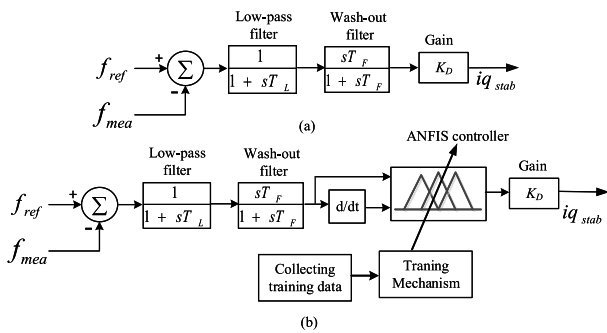 Low-pass filter
Wash-out filter
Gain
f_ref
+
Σ
-
f_mea
1
1 + sT_L
sT_F
1 + sT_F
K_D
iq_stab
(a)
ANFIS controller
Low-pass filter
Wash-out filter
Gain
f_ref
+
Σ
-
f_mea
1
1 + sT_L
sT_F
1 + sT_F
d/dt
K_D
iq_stab
Collecting training data
Traning Mechanism
(b)